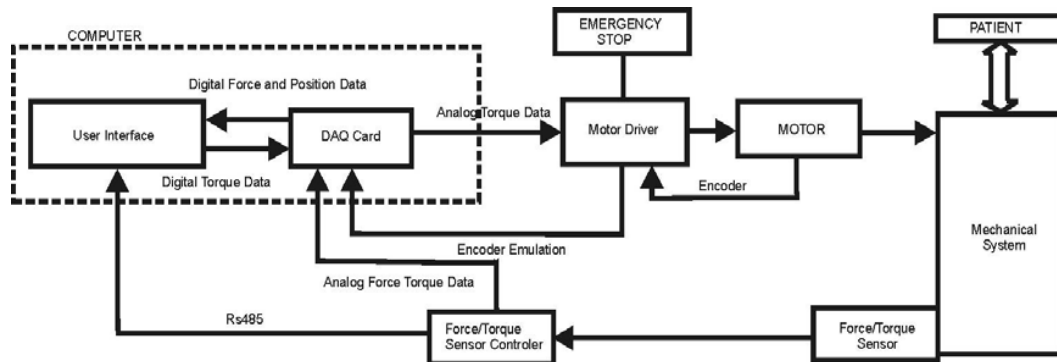 COMPUTER
EMERGENCY
STOP
PATIENT
Digital Force and Position Data
User Interface
DAQ Card
Analog Torque Data
Motor Driver
MOTOR
Digital Torque Data
Encoder
Mechanical
System
Encoder Emulation
Analog Force Torque Data
Rs485
Force/Torque
Sensor Controler
Force/Torque
Sensor